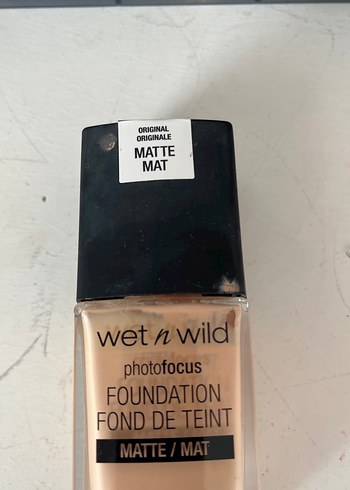 ORIGINAL
ORIGINALE
MATTE
MAT
wet n wild
photofocus
FOUNDATION
FOND DE TEINT
MATTE / MAT